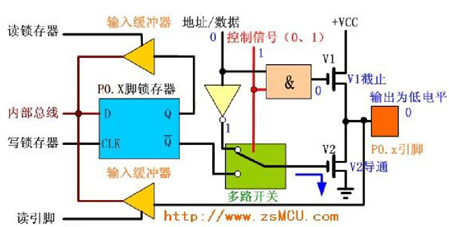 输入缓冲器
地址/数据
+VCC
读锁存器
0
控制信号(0、1)
1
V1
P0.X脚锁存器
&
0
V1截止
内部总线
D
Q
输出为低电平
0
1
写锁存器
CLK
Q
V2
P0.x引脚
输入缓冲器
V2导通
多路开关
读引脚
http://www.zsMCU.com